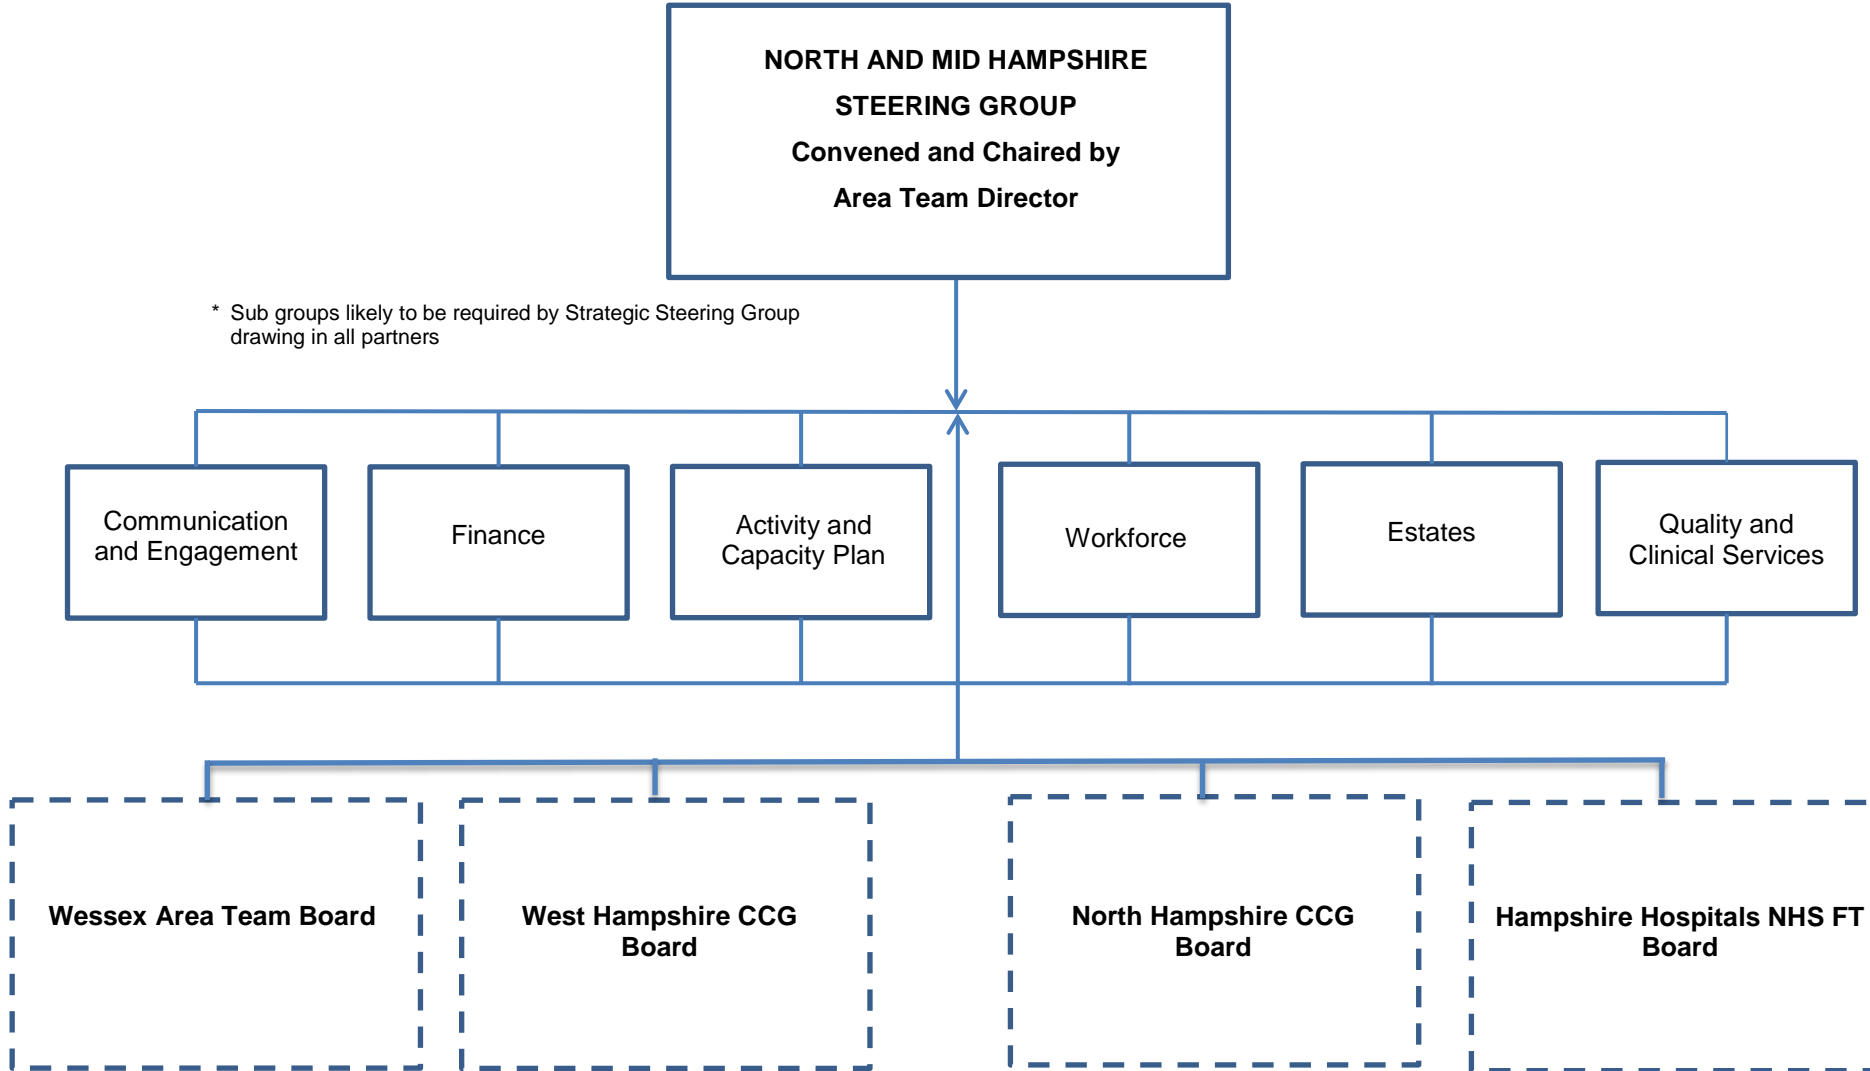 NORTH AND MID HAMPSHIRE
STEERING GROUP
Convened and Chaired by
Area Team Director
* Sub groups likely to be required by Strategic Steering Group
drawing in all partners
Communication
and Engagement
Finance
Activity and
Capacity Plan
Workforce
Estates
Quality and
Clinical Services
Wessex Area Team Board
West Hampshire CCG
Board
North Hampshire CCG
Board
Hampshire Hospitals NHS FT
Board